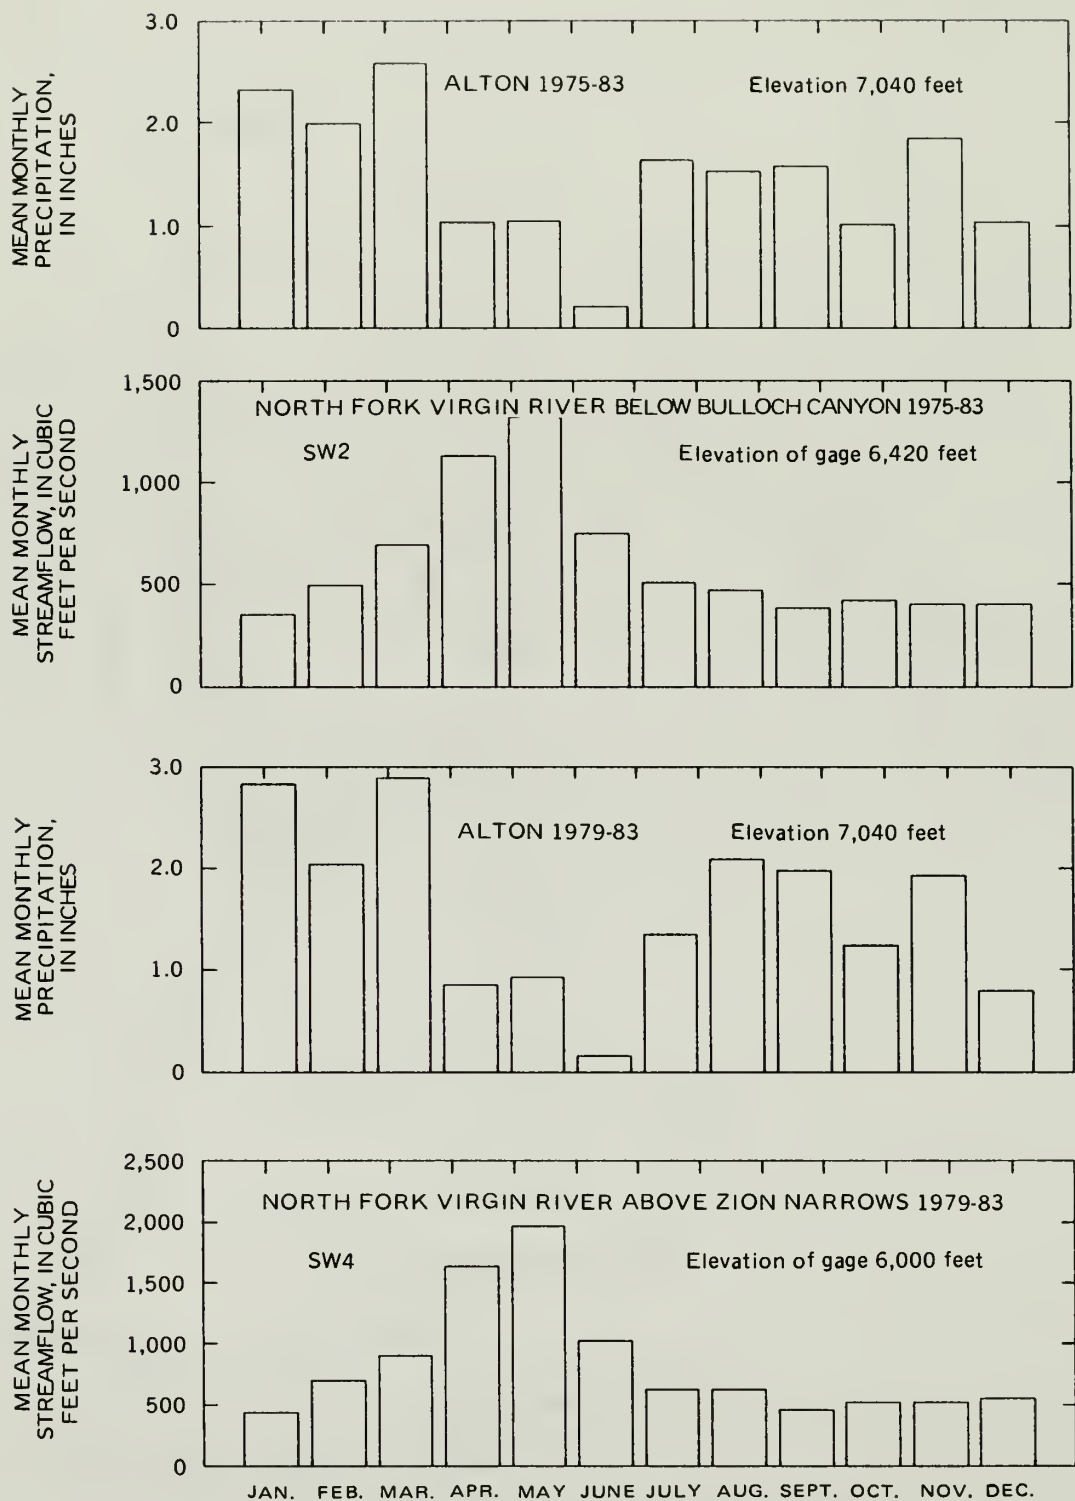 MEAN MONTHLY
PRECIPITATION,
IN INCHES
3.0
2.0
1.0
0
ALTON 1975-83
Elevation 7,040 feet
MEAN MONTHLY
STREAMFLOW, IN CUBIC
FEET PER SECOND
1,500
1,000
500
0
NORTH FORK VIRGIN RIVER BELOW BULLOCH CANYON 1975-83
SW2
Elevation of gage 6,420 feet
MEAN MONTHLY
PRECIPITATION,
IN INCHES
3.0
2.0
1.0
0
ALTON 1979-83
Elevation 7,040 feet
MEAN MONTHLY
STREAMFLOW, IN CUBIC
FEET PER SECOND
2,500
2,000
1,500
1,000
500
0
NORTH FORK VIRGIN RIVER ABOVE ZION NARROWS 1979-83
SW4
Elevation of gage 6,000 feet
JAN. FEB. MAR. APR. MAY JUNE JULY AUG. SEPT. OCT. NOV. DEC.